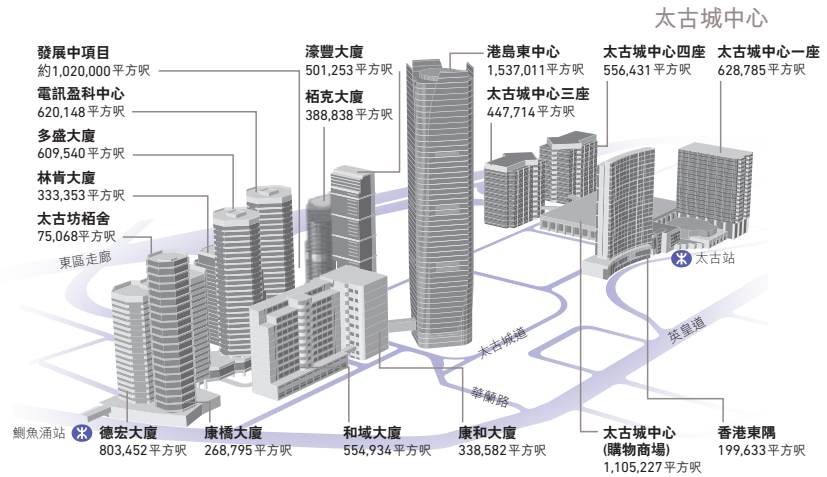 太古城中心
發展中項目
約1,020,000平方呎
電訊盈科中心
620,148平方呎
多盛大廈
609,540平方呎
林肯大廈
333,353平方呎
太古坊栢舍
75,068平方呎
濠豐大廈
501,253平方呎
栢克大廈
388,838平方呎
港島東中心
1,537,011平方呎
太古城中心三座
447,714平方呎
太古城中心四座
556,431平方呎
太古城中心一座
628,785平方呎
東區走廊
太古站
太古城道
英皇道
華蘭路
鰂魚涌站
德宏大廈
803,452平方呎
康橋大廈
268,795平方呎
和域大廈
554,934平方呎
康和大廈
338,582平方呎
太古城中心
(購物商場)
1,105,227平方呎
香港東隅
199,633平方呎